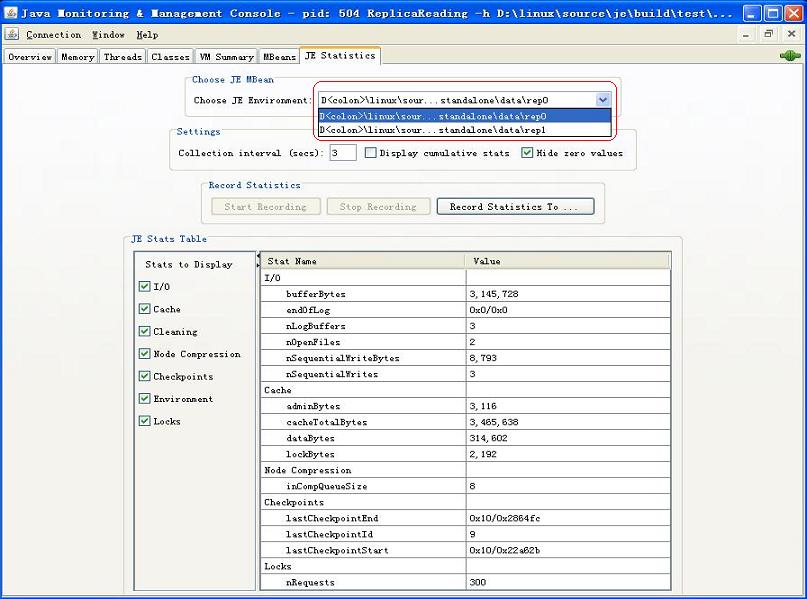 Java Monitoring & Management Console - pid: 504 ReplicaReading -h D:\linux\source\je\build\test\...
Connection Window Help
Overview Memory Threads Classes VM Summary MBeans JE Statistics
Choose JE MBean
Choose JE Environment: D<colon>\linux\sour...standalone\data\rep0
D<colon>\linux\sour...standalone\data\rep0
D<colon>\linux\sour...standalone\data\rep1
Settings
Collection interval (secs): 3 Display cumulative stats Hide zero values
Record Statistics
Start Recording Stop Recording Record Statistics To ...
JE Stats Table
Stats to Display
I/O
Cache
Cleaning
Node Compression
Checkpoints
Environment
Locks
Stat Name Value
I/O
bufferBytes 3,145,728
endOfLog 0x0/0x0
nLogBuffers 3
nOpenFiles 2
nSequentialWriteBytes 8,793
nSequentialWrites 3
Cache
adminBytes 3,116
cacheTotalBytes 3,465,638
dataBytes 314,602
lockBytes 2,192
Node Compression
inCompQueueSize 8
Checkpoints
lastCheckpointEnd 0x10/0x2864fc
lastCheckpointId 9
lastCheckpointStart 0x10/0x22a62b
Locks
nRequests 300